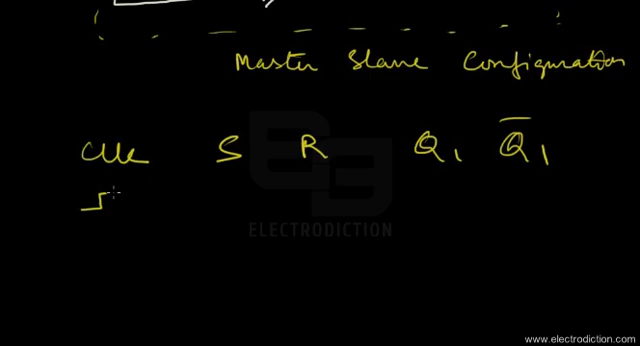 Master Slave Configuration
Clk S R Q1 Q̅1
ELECTRODICTION
www.electrodiction.com